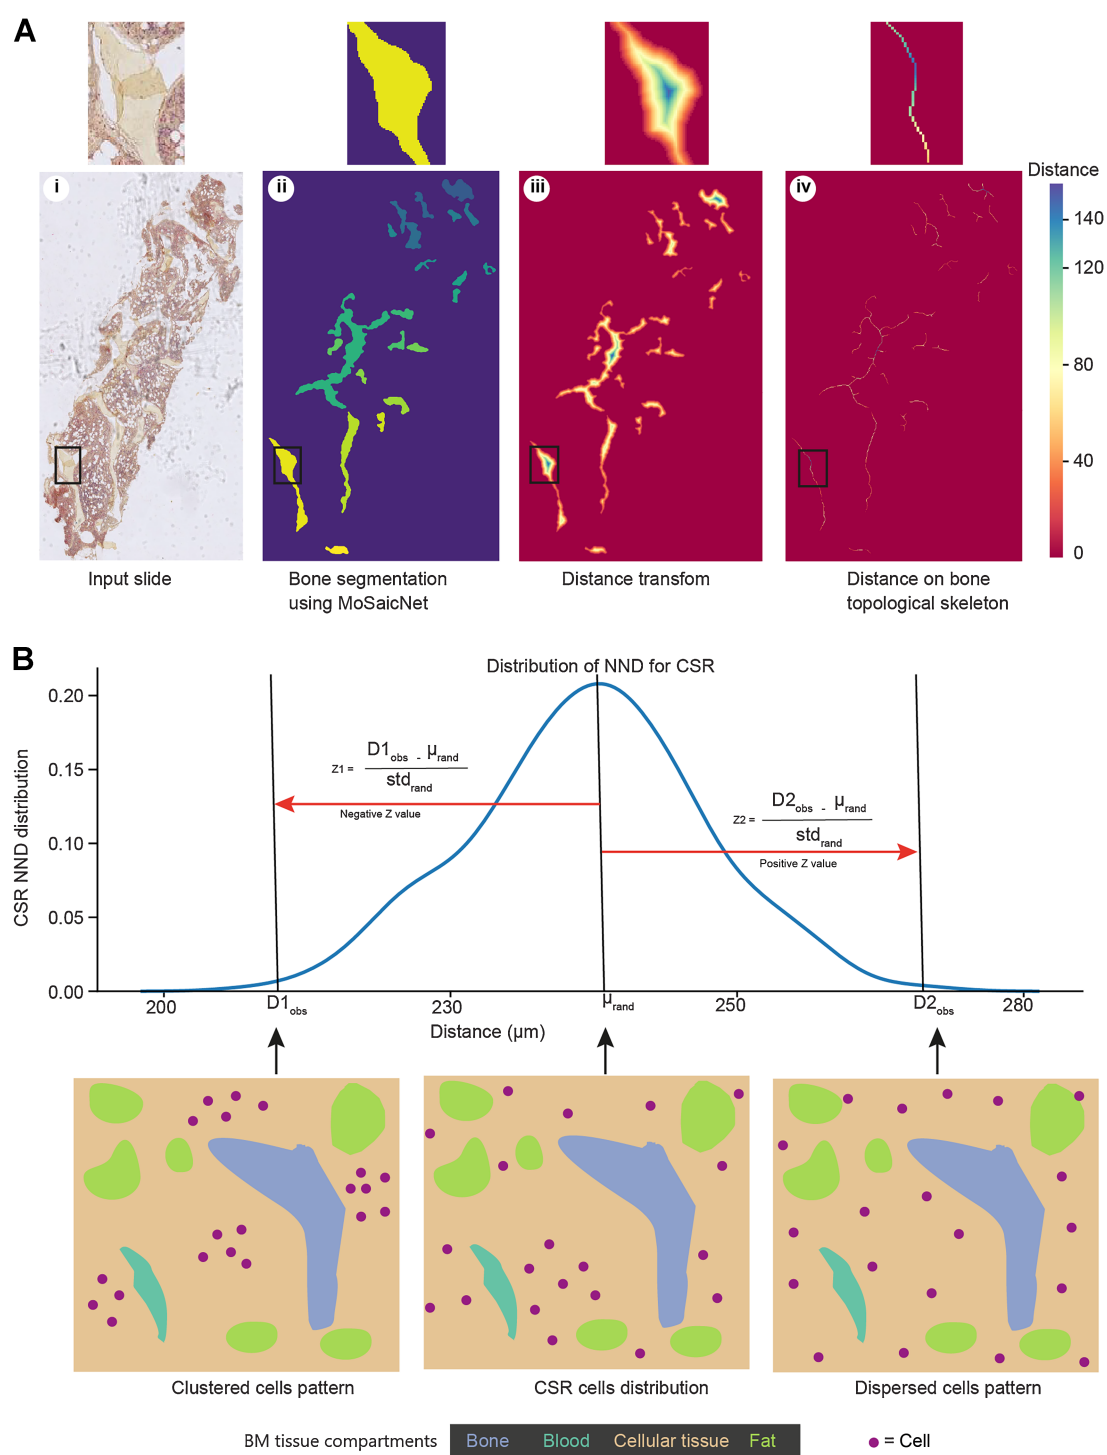 A
i
ii
iii
iv
Distance
140
120
80
40
0
Input slide
Bone segmentation
using MoSaicNet
Distance transfom
Distance on bone
topological skeleton
B
Distribution of NND for CSR
CSR NND distribution
0.20
0.15
0.10
0.05
0.00
Z1 = D1obs - μrand
stdrand
Negative Z value
Z2 = D2obs - μrand
stdrand
Positive Z value
200
D1obs
230
μrand
250
D2obs
280
Distance (μm)
Clustered cells pattern
CSR cells distribution
Dispersed cells pattern
BM tissue compartments Bone Blood Cellular tissue Fat = Cell